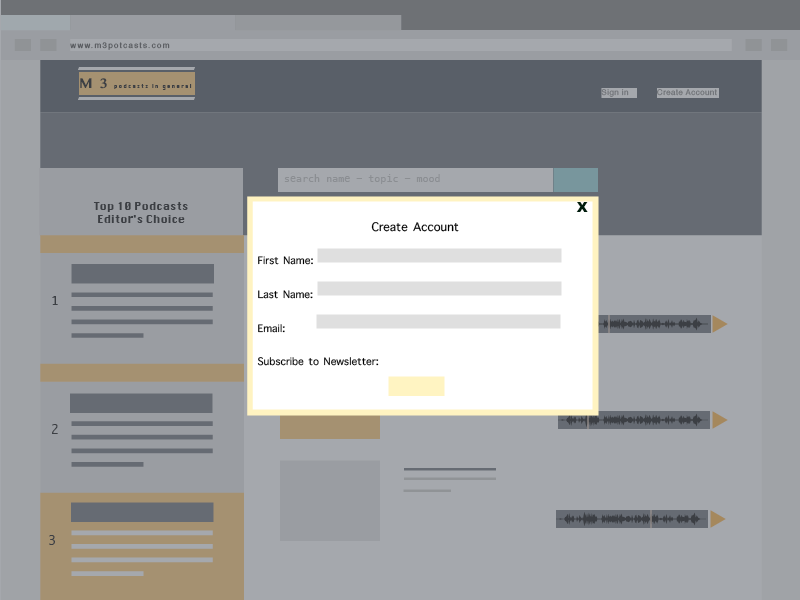 www.m3potcasts.com
M 3 podcasts in general
Sign in
Create Account
search name - topic - mood
Top 10 Podcasts
Editor's Choice
X
Create Account
First Name:
Last Name:
Email:
Subscribe to Newsletter:
1
2
3